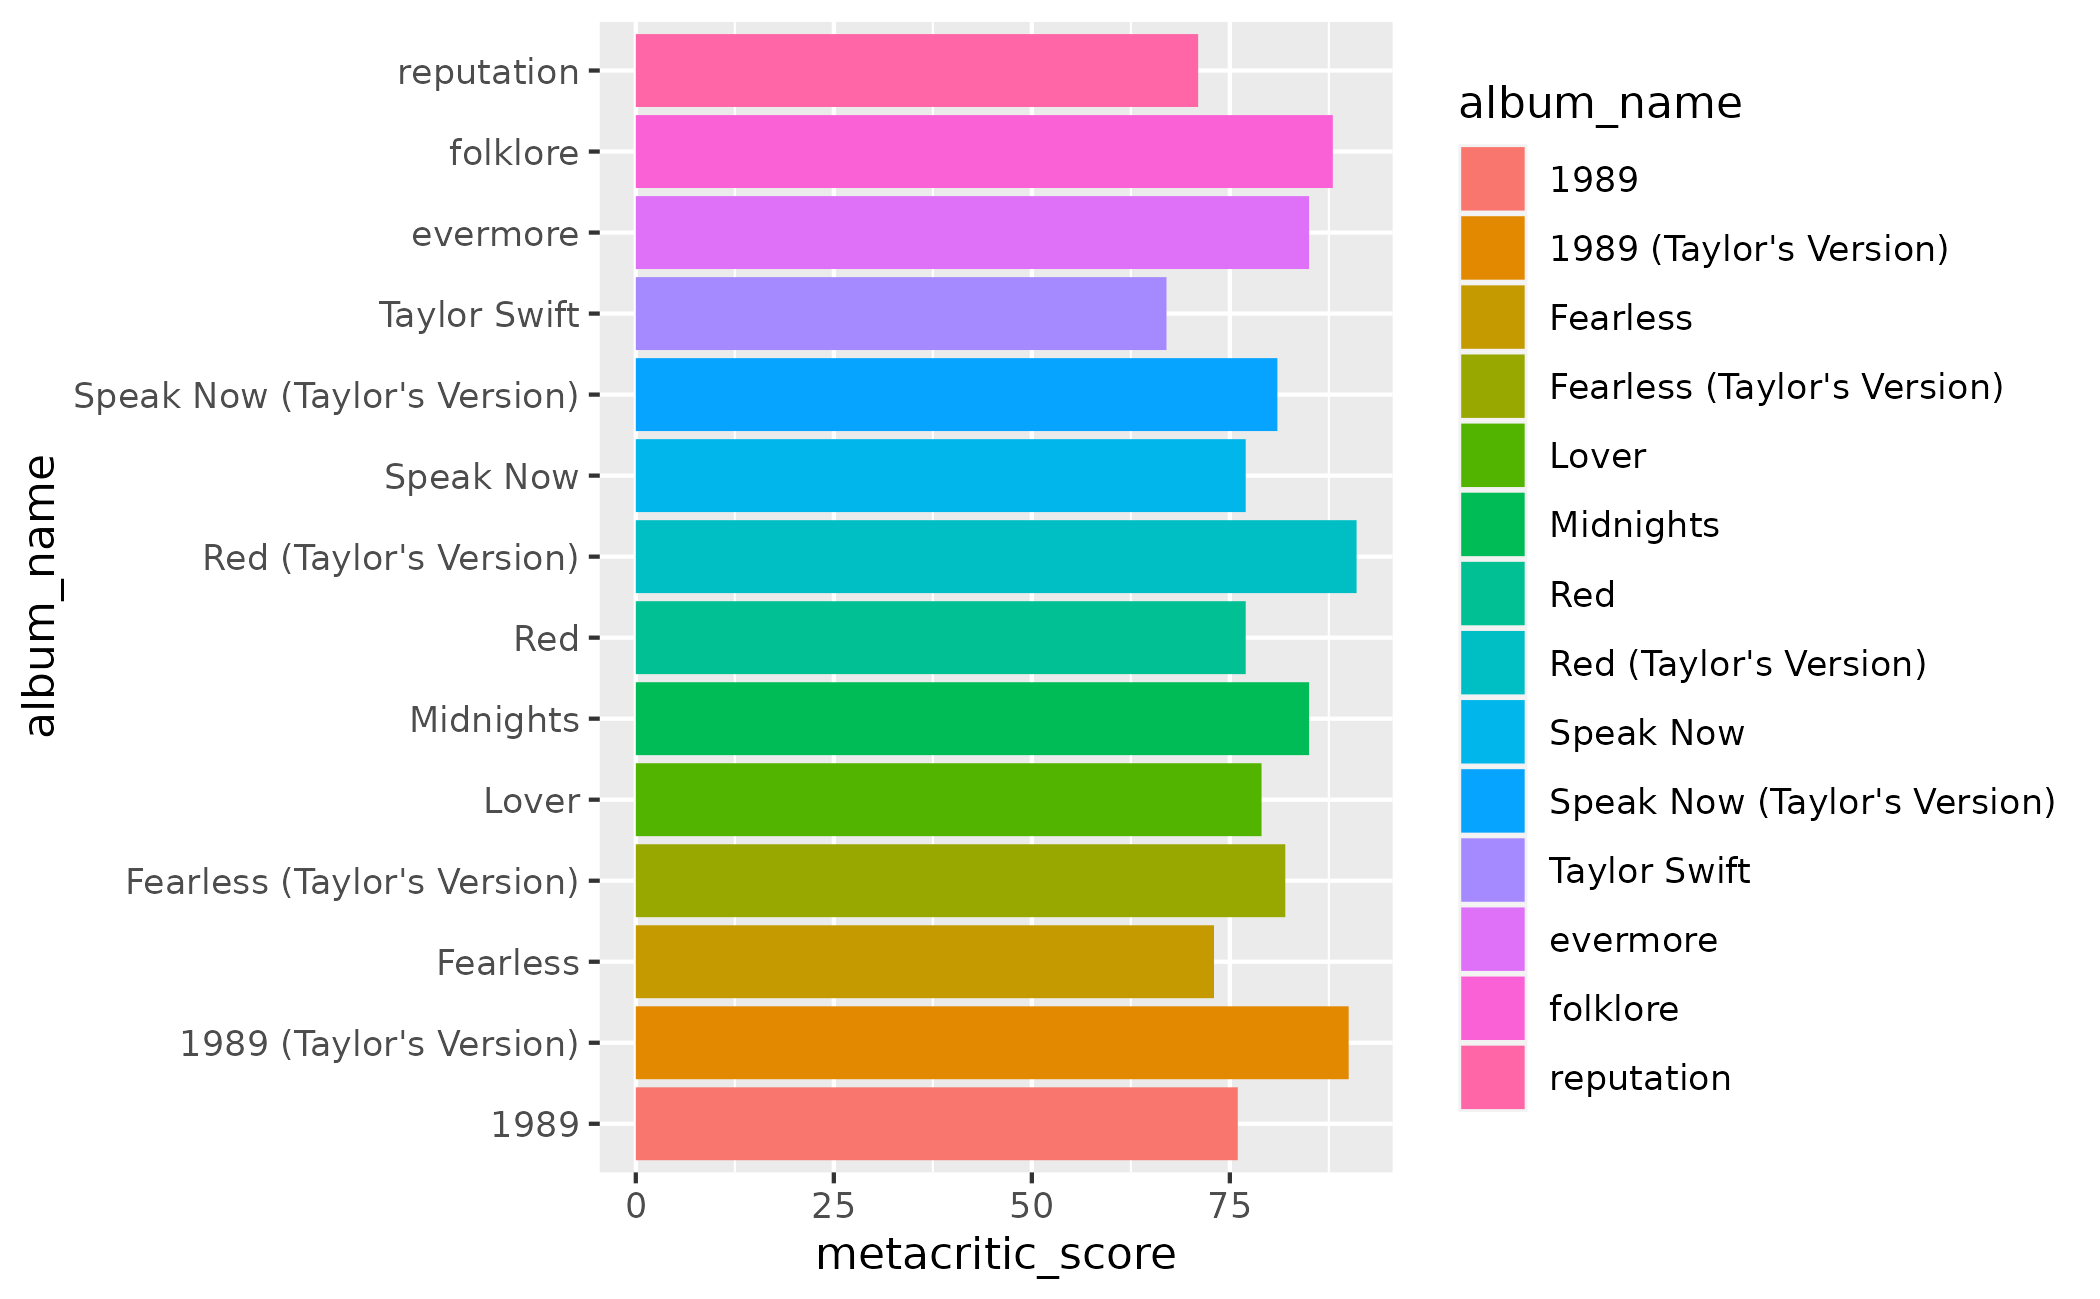 reputation
folklore
evermore
Taylor Swift
Speak Now (Taylor's Version)
Speak Now
Red (Taylor's Version)
Red
Midnights
Lover
Fearless (Taylor's Version)
Fearless
1989 (Taylor's Version)
1989
album_name
0 25 50 75
metacritic_score
album_name
1989
1989 (Taylor's Version)
Fearless
Fearless (Taylor's Version)
Lover
Midnights
Red
Red (Taylor's Version)
Speak Now
Speak Now (Taylor's Version)
Taylor Swift
evermore
folklore
reputation